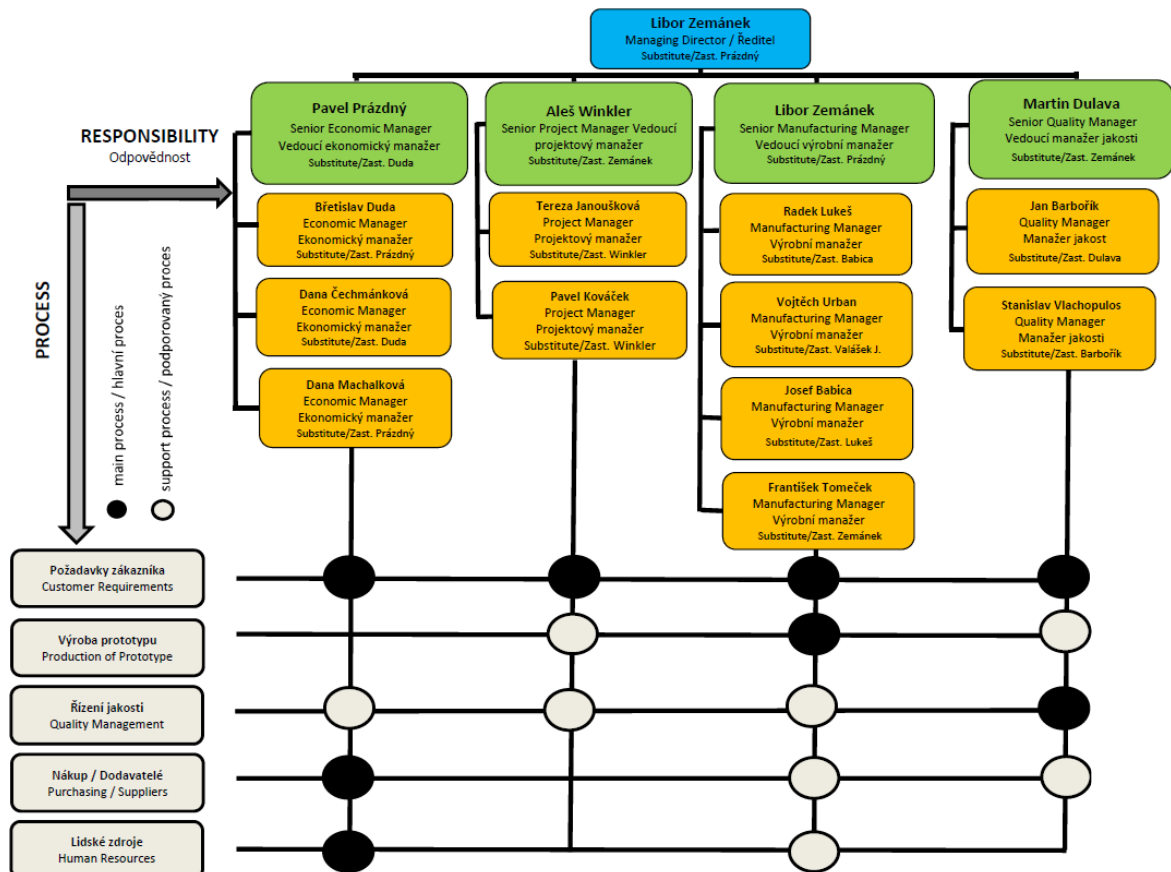 Libor Zemánek
Managing Director / Ředitel
Substitute/Zast. Prázdný
RESPONSIBILITY
Odpovědnost
Pavel Prázdný
Senior Economic Manager
Vedoucí ekonomický manažer
Substitute/Zast. Duda
Aleš Winkler
Senior Project Manager Vedoucí
projektový manažer
Substitute/Zast. Zemánek
Libor Zemánek
Senior Manufacturing Manager
Vedoucí výrobní manažer
Substitute/Zast. Prázdný
Martin Dulava
Senior Quality Manager
Vedoucí manažer jakosti
Substitute/Zast. Zemánek
Břetislav Duda
Economic Manager
Ekonomický manažer
Substitute/Zast. Prázdný
Dana Čechmánková
Economic Manager
Ekonomický manažer
Substitute/Zast. Duda
Dana Machalková
Economic Manager
Ekonomický manažer
Substitute/Zast. Prázdný
Tereza Janoušková
Project Manager
Projektový manažer
Substitute/Zast. Winkler
Pavel Kováček
Project Manager
Projektový manažer
Substitute/Zast. Winkler
Radek Lukeš
Manufacturing Manager
Výrobní manažer
Substitute/Zast. Babica
Vojtěch Urban
Manufacturing Manager
Výrobní manažer
Substitute/Zast. Valášek J.
Josef Babica
Manufacturing Manager
Výrobní manažer
Substitute/Zast. Lukeš
František Tomeček
Manufacturing Manager
Výrobní manažer
Substitute/Zast. Zemánek
Jan Barbořík
Quality Manager
Manažer jakost
Substitute/Zast. Dulava
Stanislav Vlachopulos
Quality Manager
Manažer jakosti
Substitute/Zast. Barbořík
PROCESS
main process / hlavní proces
support process / podporovaný proces
Požadavky zákazníka
Customer Requirements
Výroba prototypu
Production of Prototype
Řízení jakosti
Quality Management
Nákup / Dodavatelé
Purchasing / Suppliers
Lidské zdroje
Human Resources